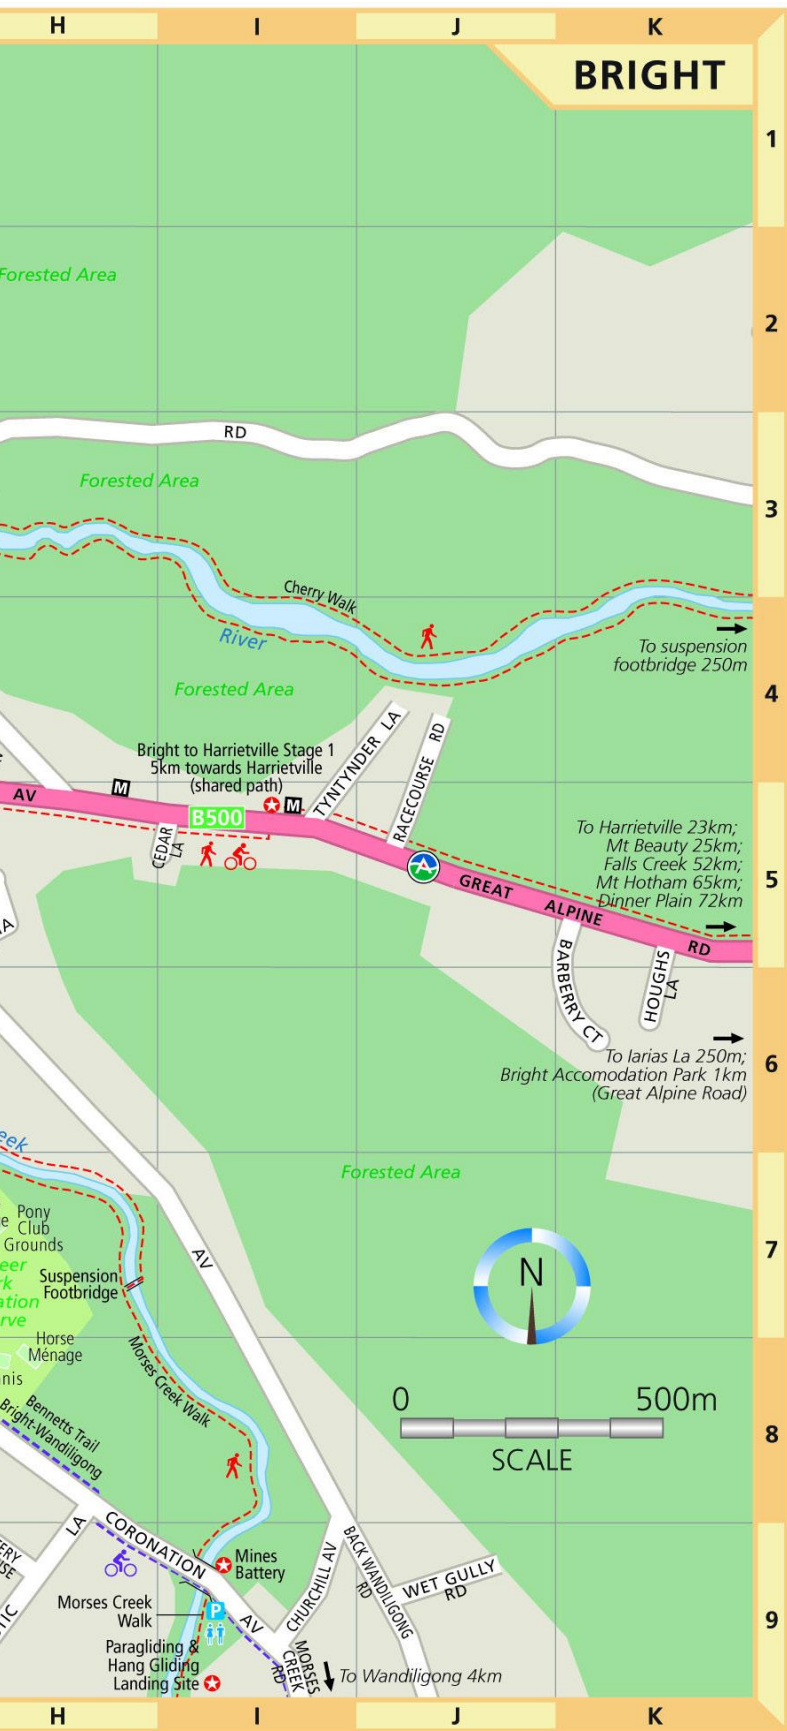 H I J K
BRIGHT
1
Forested Area
2
RD
Forested Area
3
Cherry Walk
River
To suspension
footbridge 250m
Forested Area
4
Bright to Harrietville Stage 1
5km towards Harrietville
(shared path)
TYNTYNDER LA
RACECOURSE RD
M
M
AV
B500
CEDAR
LA
To Harrietville 23km;
Mt Beauty 25km;
Falls Creek 52km;
Mt Hotham 65km;
Dinner Plain 72km
5
GREAT ALPINE RD
BARBERRY CT
HOUGHS
LA
To Iarias La 250m;
Bright Accomodation Park 1km
(Great Alpine Road)
6
eek
Forested Area
Pony
Club
Grounds
7
eer
rk
ation
rve
AV
N
Suspension
Footbridge
Horse
Ménage
nnis
Morses Creek Walk
0 500m
SCALE
8
Bennetts Trail
Bright-Wandiligong
LA
CORONATION AV
Mines
Battery
CHURCHILL AV
BACK WANDILIGONG
RD
WET GULLY
RD
Morses Creek
Walk
P
9
Paragliding &
Hang Gliding
Landing Site
MORSES
CREEK
RD
To Wandiligong 4km
H I J K